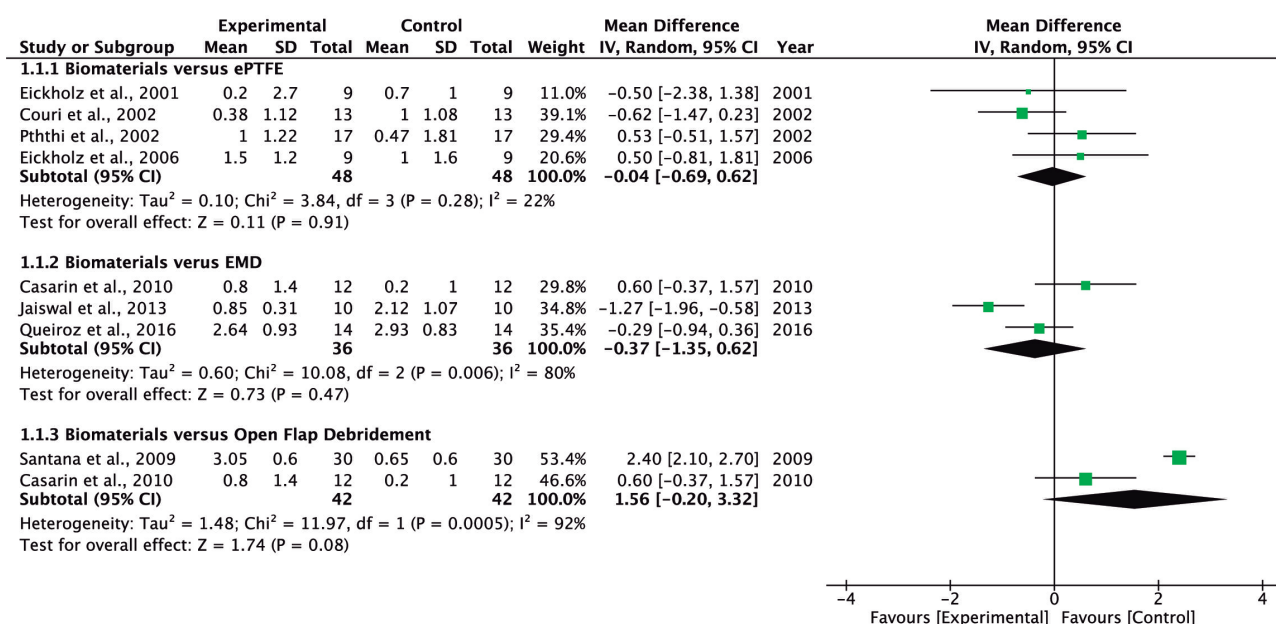 Experimental Control Mean Difference Mean Difference
Study or Subgroup Mean SD Total Mean SD Total Weight IV, Random, 95% CI Year IV, Random, 95% CI
1.1.1 Biomaterials versus ePTFE
Eickholz et al., 2001 0.2 2.7 9 0.7 1 9 11.0% −0.50 [−2.38, 1.38] 2001
Couri et al., 2002 0.38 1.12 13 1 1.08 13 39.1% −0.62 [−1.47, 0.23] 2002
Pththi et al., 2002 1 1.22 17 0.47 1.81 17 29.4% 0.53 [−0.51, 1.57] 2002
Eickholz et al., 2006 1.5 1.2 9 1 1.6 9 20.6% 0.50 [−0.81, 1.81] 2006
Subtotal (95% CI) 48 48 100.0% −0.04 [−0.69, 0.62]
Heterogeneity: Tau² = 0.10; Chi² = 3.84, df = 3 (P = 0.28); I² = 22%
Test for overall effect: Z = 0.11 (P = 0.91)
1.1.2 Biomaterials verus EMD
Casarin et al., 2010 0.8 1.4 12 0.2 1 12 29.8% 0.60 [−0.37, 1.57] 2010
Jaiswal et al., 2013 0.85 0.31 10 2.12 1.07 10 34.8% −1.27 [−1.96, −0.58] 2013
Queiroz et al., 2016 2.64 0.93 14 2.93 0.83 14 35.4% −0.29 [−0.94, 0.36] 2016
Subtotal (95% CI) 36 36 100.0% −0.37 [−1.35, 0.62]
Heterogeneity: Tau² = 0.60; Chi² = 10.08, df = 2 (P = 0.006); I² = 80%
Test for overall effect: Z = 0.73 (P = 0.47)
1.1.3 Biomaterials versus Open Flap Debridement
Santana et al., 2009 3.05 0.6 30 0.65 0.6 30 53.4% 2.40 [2.10, 2.70] 2009
Casarin et al., 2010 0.8 1.4 12 0.2 1 12 46.6% 0.60 [−0.37, 1.57] 2010
Subtotal (95% CI) 42 42 100.0% 1.56 [−0.20, 3.32]
Heterogeneity: Tau² = 1.48; Chi² = 11.97, df = 1 (P = 0.0005); I² = 92%
Test for overall effect: Z = 1.74 (P = 0.08)
−4 −2 0 2 4
Favours [Experimental] Favours [Control]